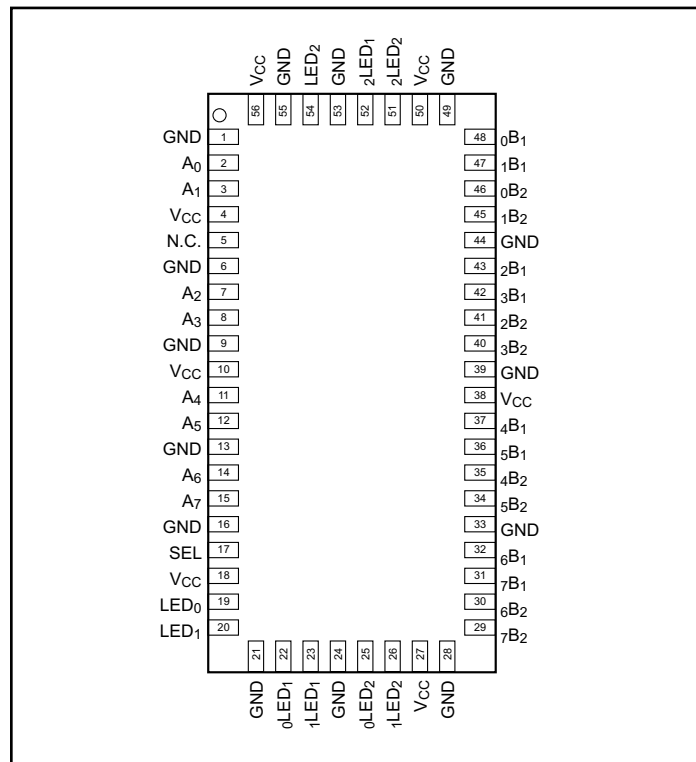 VCC GND LED2 GND 2LED1 2LED2 VCC GND
56 55 54 53 52 51 50 49
GND 1 48 0B1
A0 2 47 1B1
A1 3 46 0B2
VCC 4 45 1B2
N.C. 5 44 GND
GND 6 43 2B1
A2 7 42 3B1
A3 8 41 2B2
GND 9 40 3B2
VCC 10 39 GND
A4 11 38 VCC
A5 12 37 4B1
GND 13 36 5B1
A6 14 35 4B2
A7 15 34 5B2
GND 16 33 GND
SEL 17 32 6B1
VCC 18 31 7B1
LED0 19 30 6B2
LED1 20 29 7B2
21 22 23 24 25 26 27 28
GND 0LED1 1LED1 GND 0LED2 1LED2 VCC GND